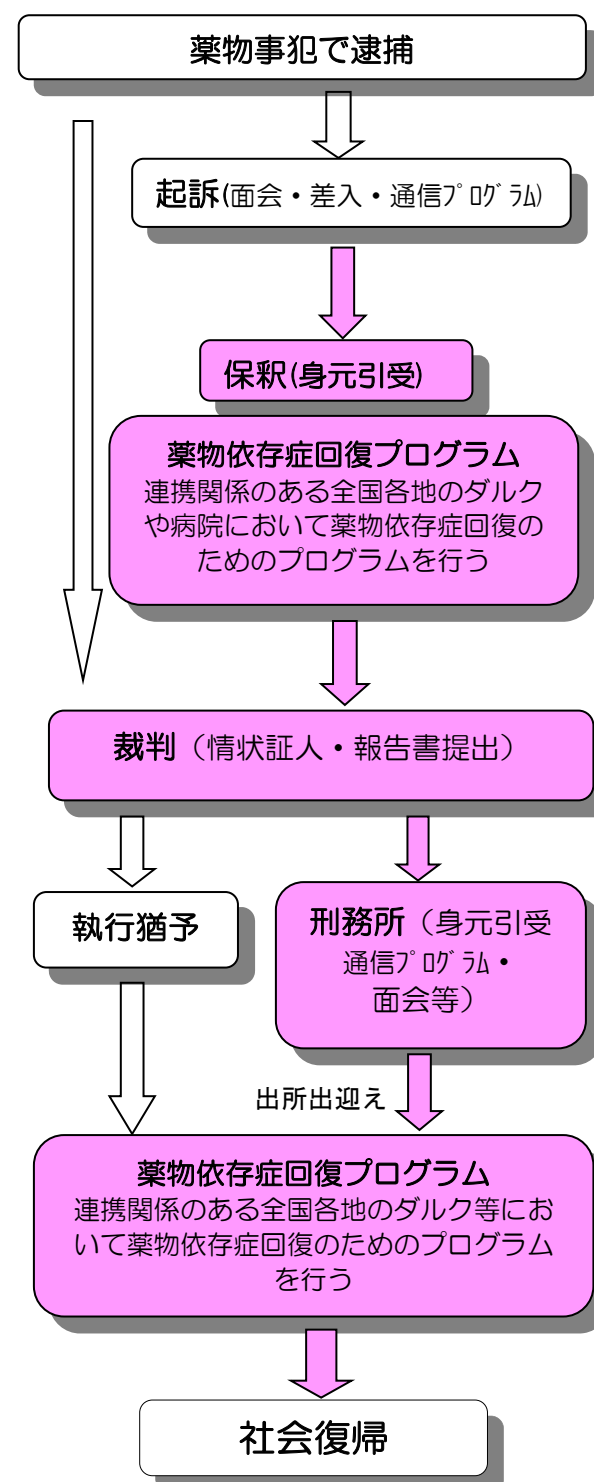 薬物事犯で逮捕
起訴(面会・差入・通信ﾌﾟﾛｸﾞﾗﾑ)
保釈(身元引受)
薬物依存症回復プログラム
連携関係のある全国各地のダルク
や病院において薬物依存症回復の
ためのプログラムを行う
裁判（情状証人・報告書提出）
執行猶予
刑務所（身元引受
通信ﾌﾟﾛｸﾞﾗﾑ・
面会等）
出所出迎え
薬物依存症回復プログラム
連携関係のある全国各地のダルク等にお
いて薬物依存症回復のためのプログラム
を行う
社会復帰